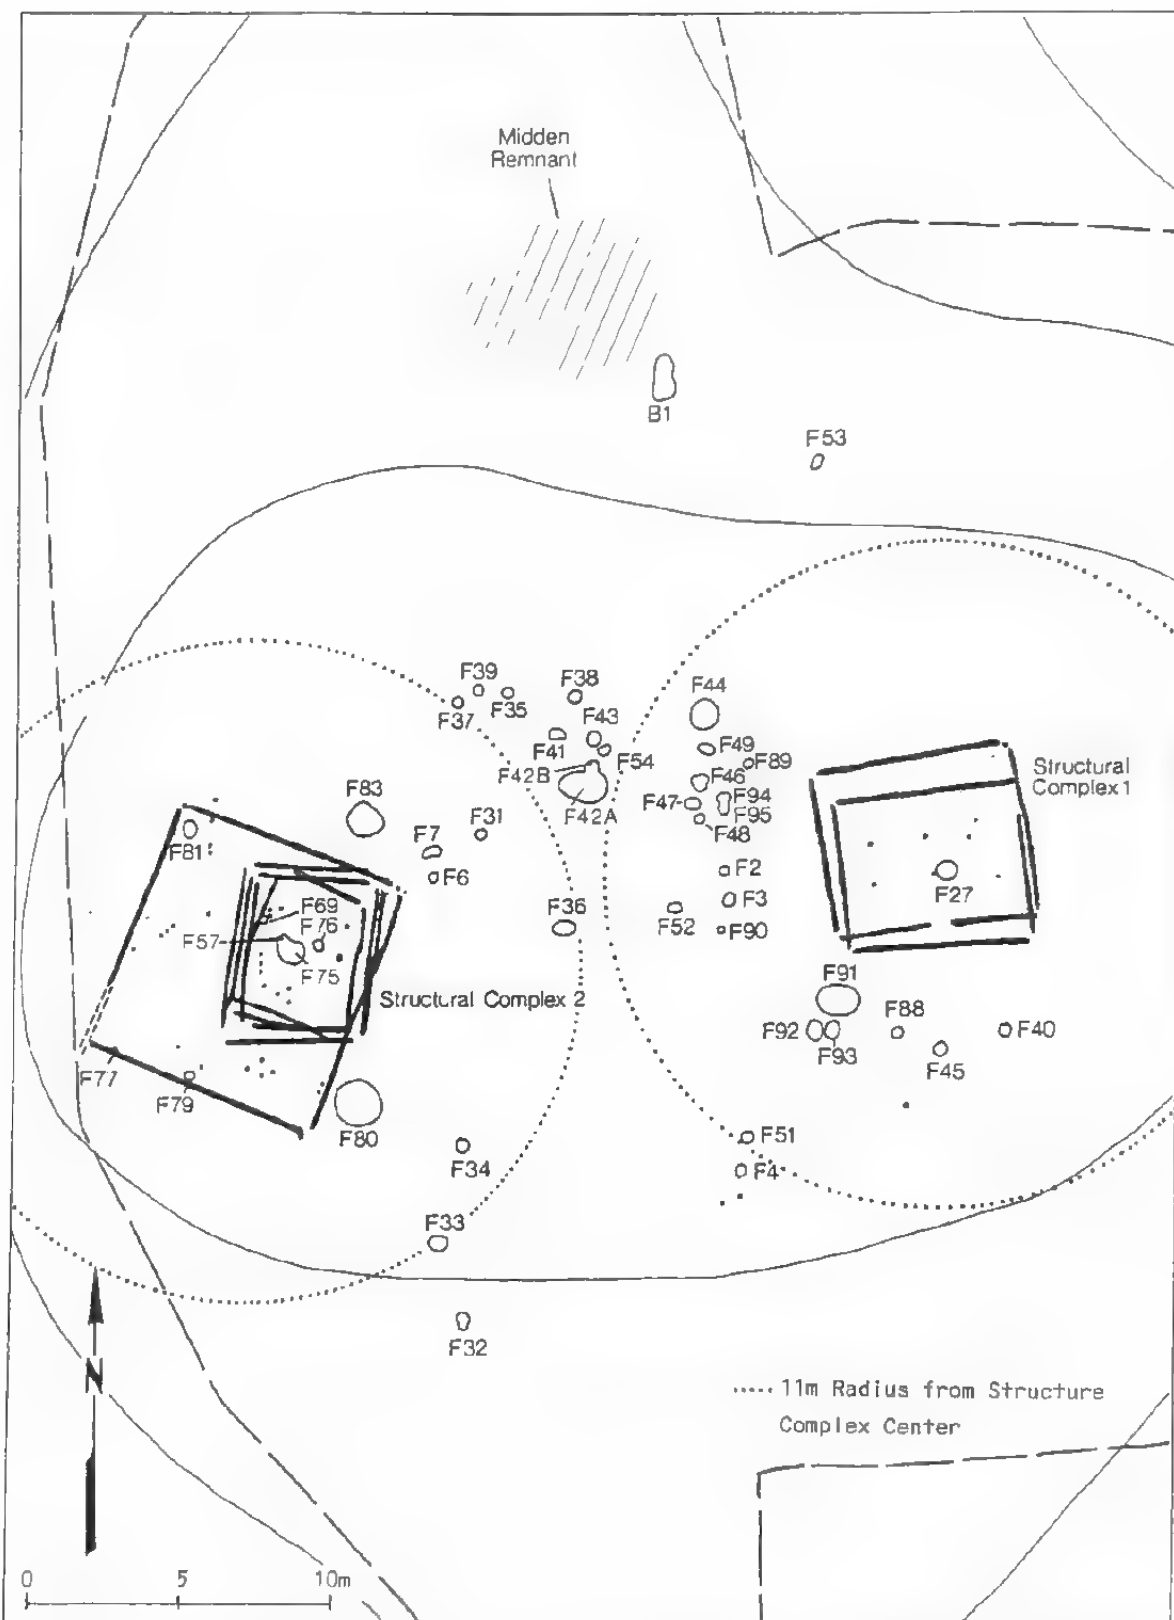 Midden
Remnant
B1
F53
F39
F38
F44
F37
F35
F43
F41
F54
F49
F89
F42B
F46
Structural
Complex 1
F83
F42A
F47
F94
F95
F48
F31
F7
F81
F6
F2
F27
F69
F76
F36
F52
F3
F57
F90
F75
F91
Structural Complex 2
F92
F93
F88
F40
F45
F77
F79
F80
F34
F51
F4
F33
F32
N
..... 11m Radius from Structure
Complex Center
0 5 10m